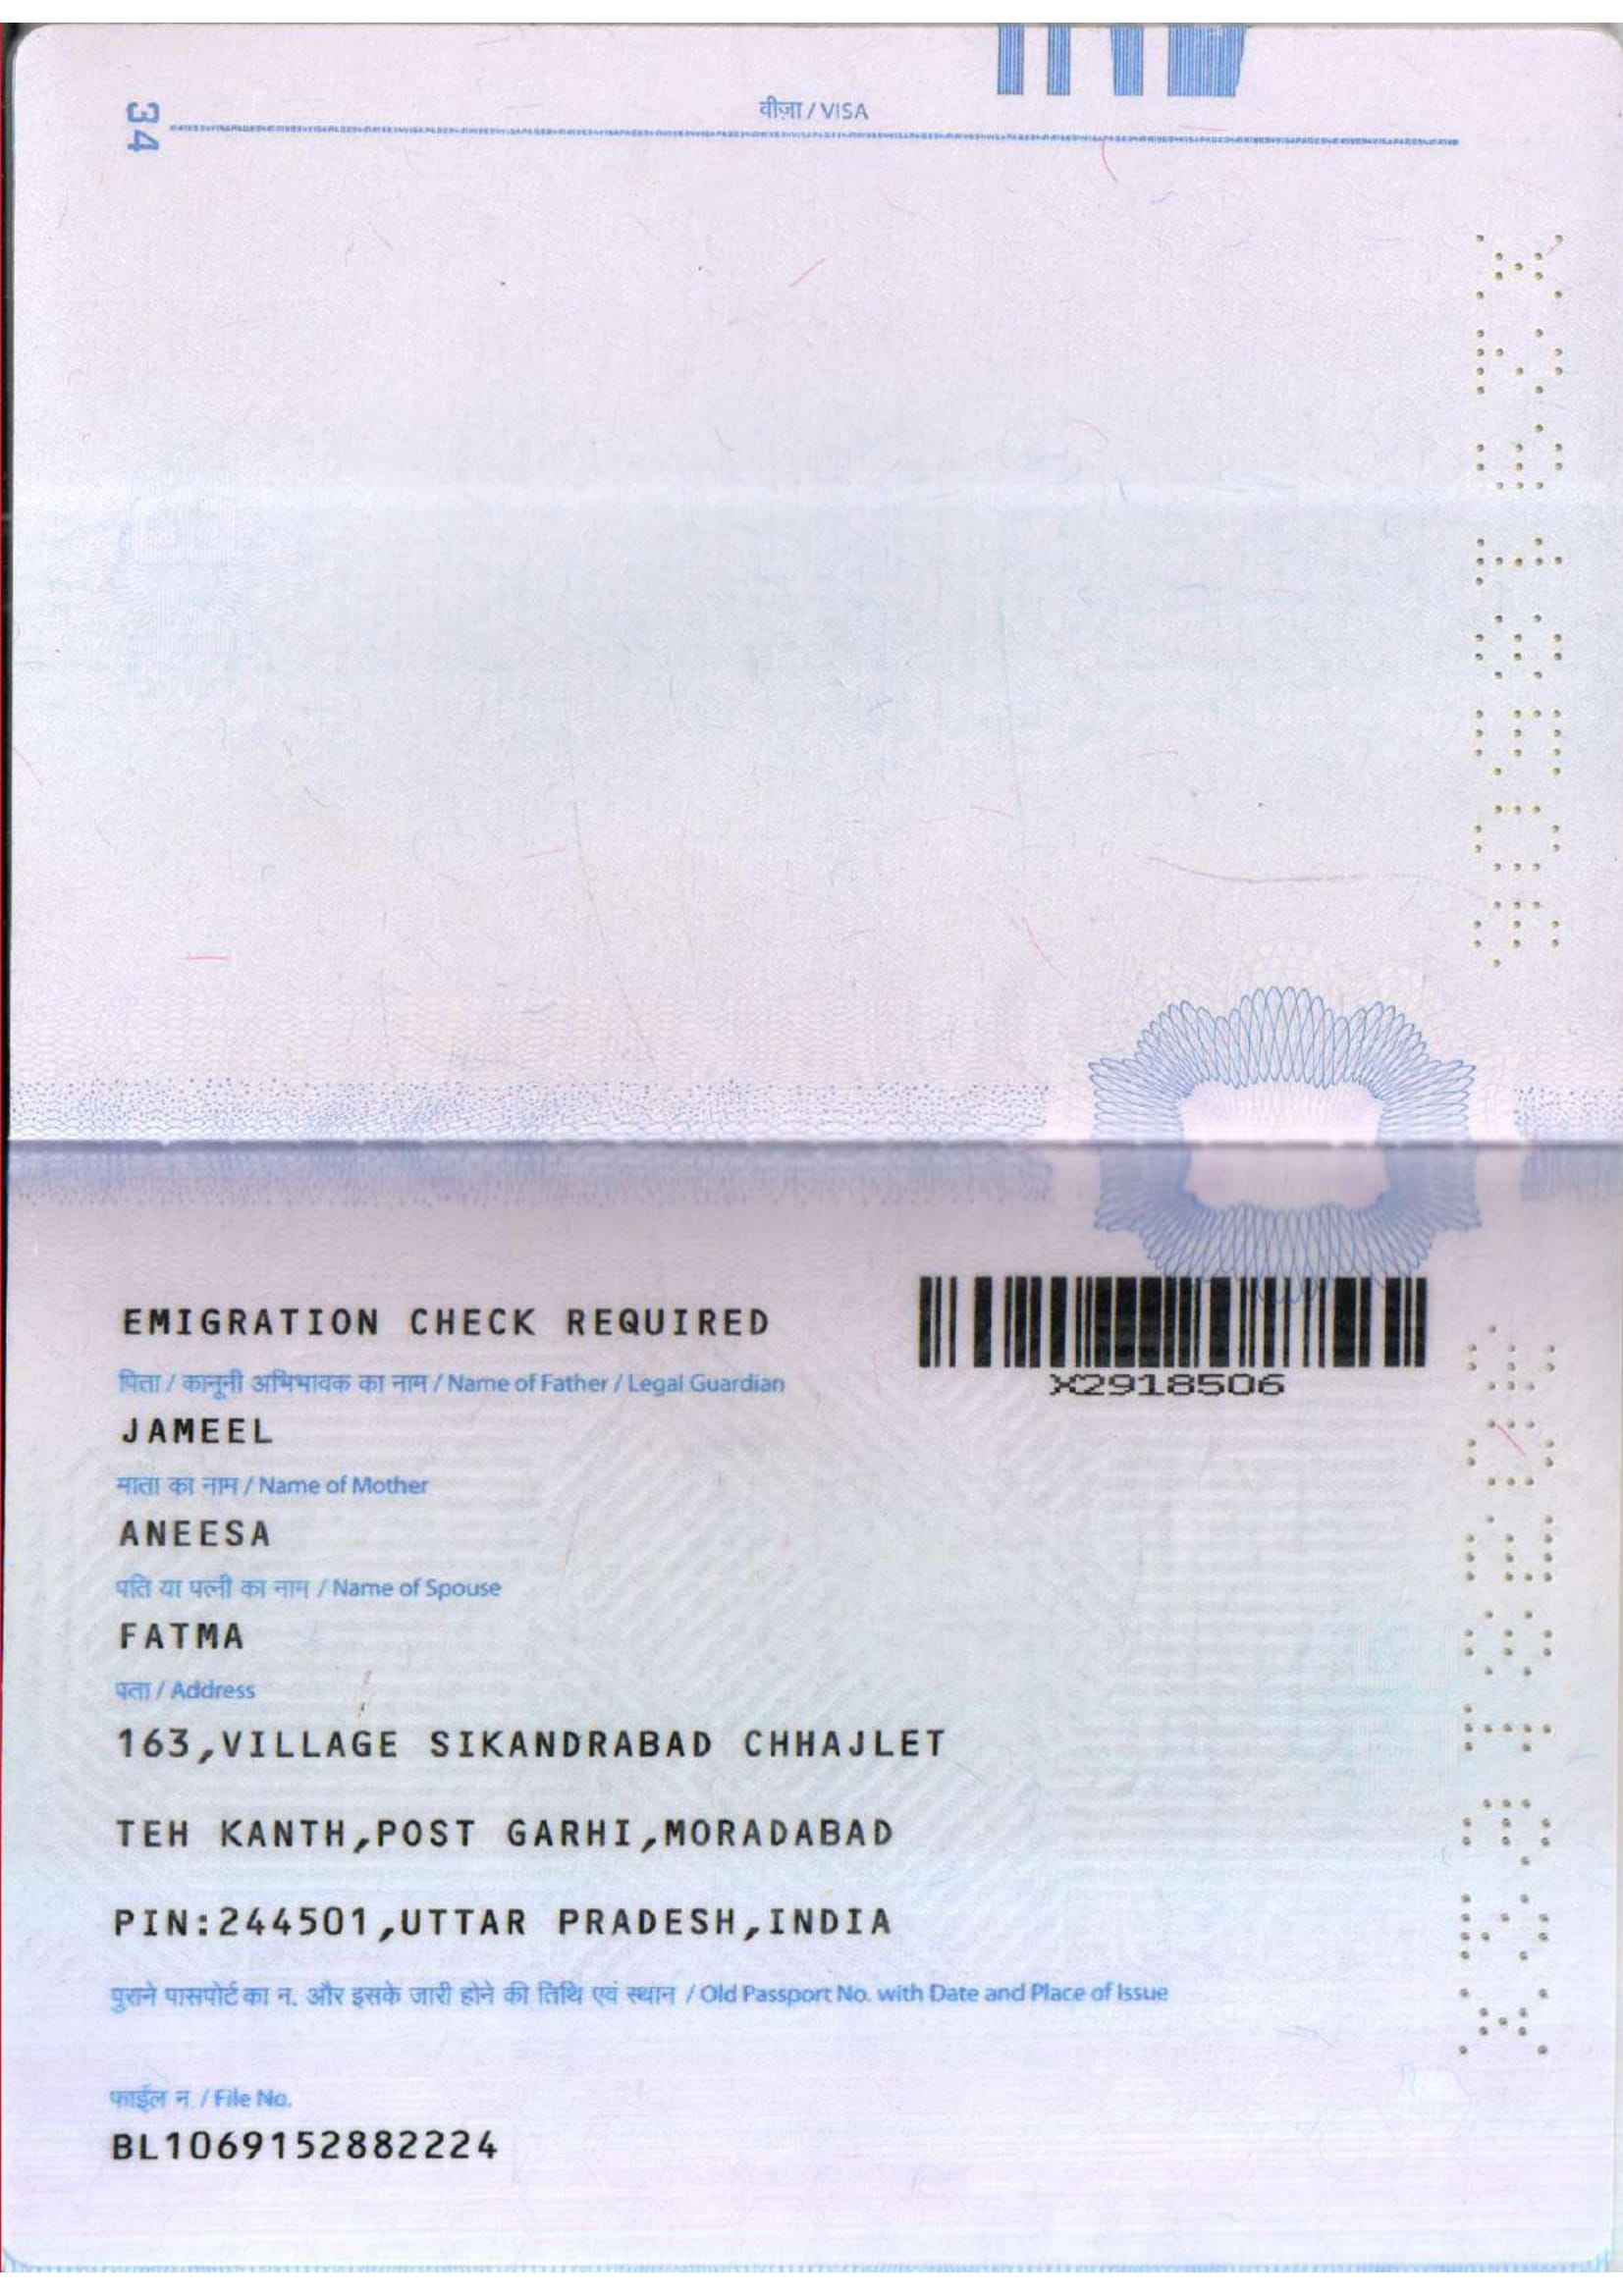 34
वीज़ा / VISA
X2918506
EMIGRATION CHECK REQUIRED
X2918506
पिता / कानूनी अभिभावक का नाम / Name of Father / Legal Guardian
JAMEEL
माता का नाम / Name of Mother
ANEESA
पति या पत्नी का नाम / Name of Spouse
FATMA
पता / Address
163,VILLAGE SIKANDRABAD CHHAJLET
TEH KANTH,POST GARHI,MORADABAD
PIN:244501,UTTAR PRADESH,INDIA
पुराने पासपोर्ट का न. और इसके जारी होने की तिथि एवं स्थान / Old Passport No. with Date and Place of Issue
फाईल न. / File No.
BL1069152882224